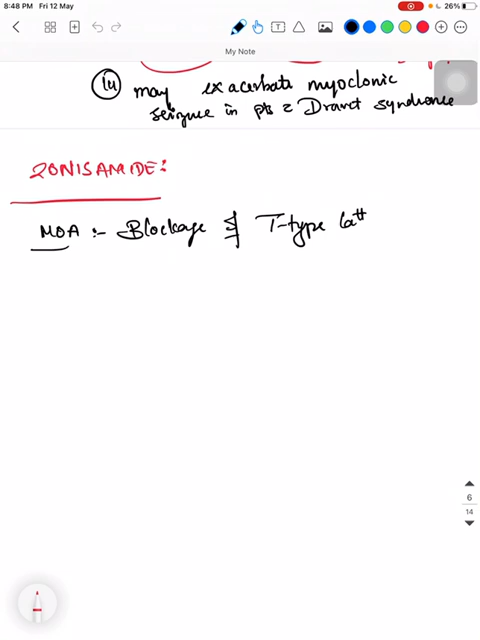 8:48 PM Fri 12 May
26%
My Note
may exacerbate myoclonic
seizure in pts c Dravet syndrome
ZONISAMIDE:
MOA :- Blockage of T-type Ca++
6
14